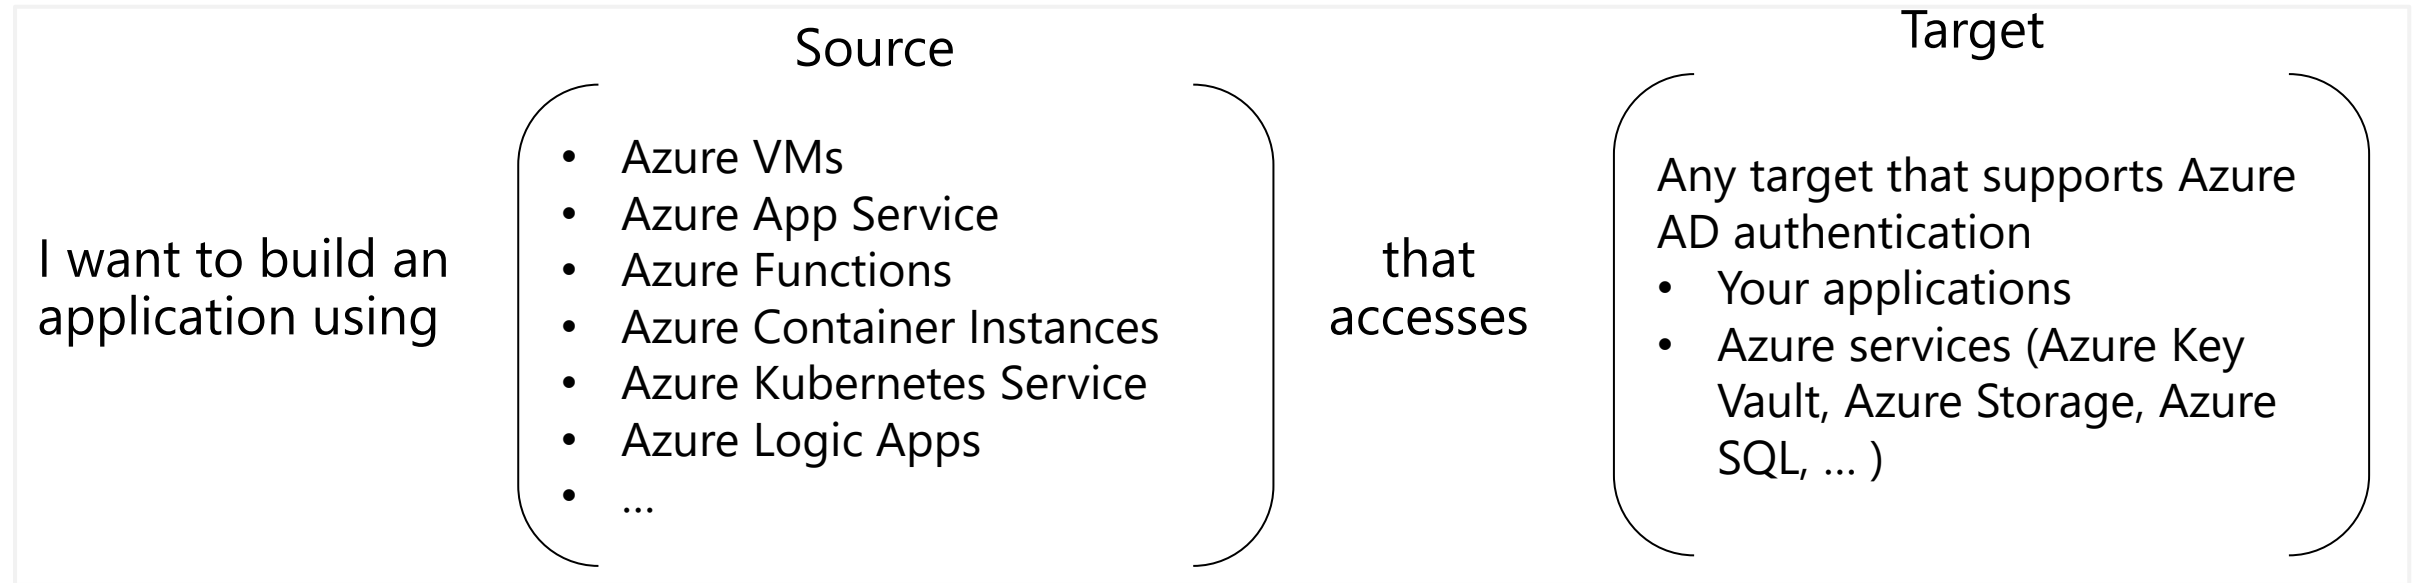 Source
Target
I want to build an
application using
• Azure VMs
• Azure App Service
• Azure Functions
• Azure Container Instances
• Azure Kubernetes Service
• Azure Logic Apps
• ...
that
accesses
Any target that supports Azure
AD authentication
• Your applications
• Azure services (Azure Key
Vault, Azure Storage, Azure
SQL, ... )